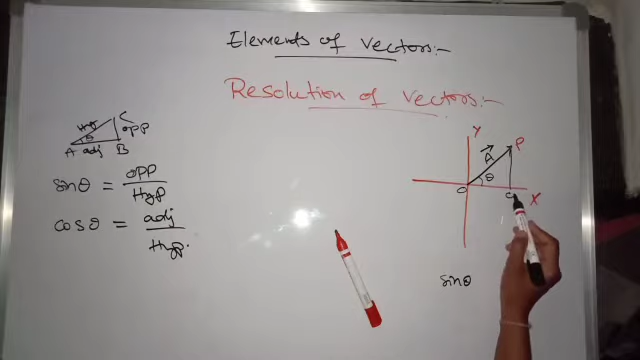 Elements of Vectors:-
Resolution of Vectors:-
Hyp
C
opp
θ
A adj B
sinθ = opp / Hyp
cosθ = adj / Hyp.
Y
P
A
θ
O
X
sinθ